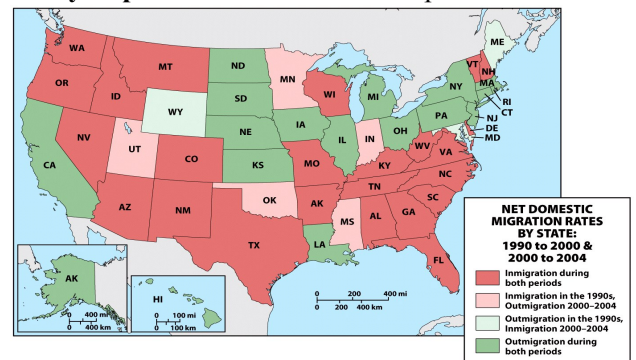 WA
OR
CA
NV
ID
MT
WY
UT
AZ
CO
NM
ND
SD
NE
KS
OK
TX
MN
IA
MO
AK
LA
WI
IL
MS
MI
IN
OH
KY
TN
AL
GA
FL
SC
NC
VA
WV
PA
NY
VT
NH
ME
MA
RI
CT
NJ
DE
MD
AK
0 400 mi
0 400 km
HI
0 100 mi
0 100 km
0 200 400 mi
0 200 400 km
NET DOMESTIC
MIGRATION RATES
BY STATE:
1990 to 2000 &
2000 to 2004
Inmigration during
both periods
Inmigration in the 1990s,
Outmigration 2000–2004
Outmigration in the 1990s,
Inmigration 2000–2004
Outmigration during
both periods